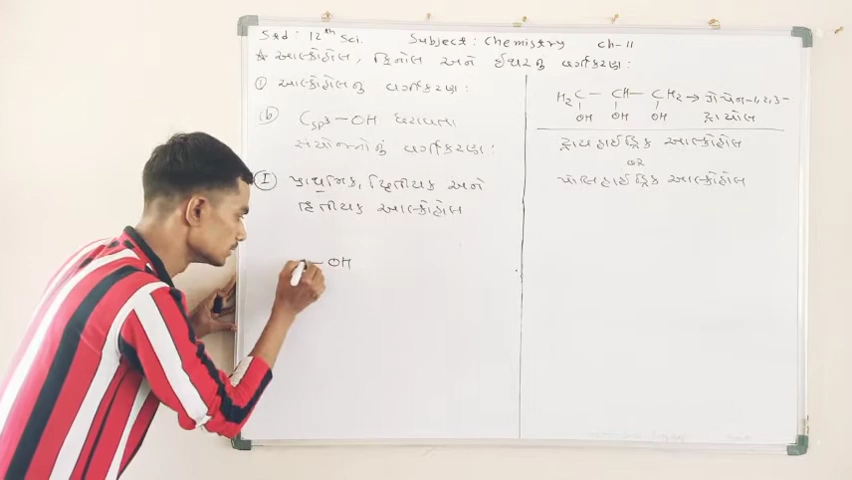 Std : 12th Sci. Subject : Chemistry Ch-11
* આલ્કોહોલ, ફિનોલ અને ઈથરનું વર્ગીકરણ :
① આલ્કોહોલનું વર્ગીકરણ :
(b) Csp³—OH ધરાવતા
સંયોજનોનું વર્ગીકરણ :
(I) પ્રાથમિક, દ્વિતીયક અને
તૃતીયક આલ્કોહોલ
—OH
H₂C — CH — CH₂ → પ્રોપેન-1,2,3-
OH OH OH ટ્રાયોલ
ટ્રાયહાઈડ્રિક આલ્કોહોલ
OR
પોલિહાઈડ્રિક આલ્કોહોલ